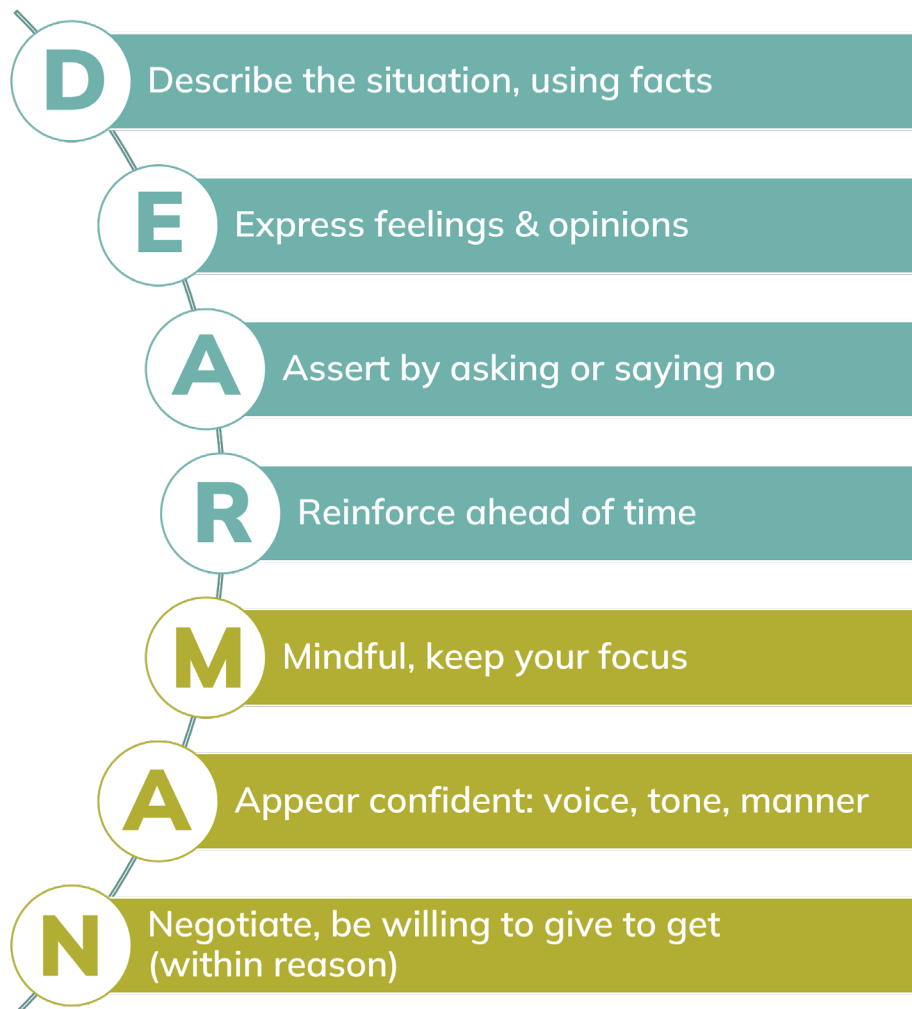 D Describe the situation, using facts
E Express feelings & opinions
A Assert by asking or saying no
R Reinforce ahead of time
M Mindful, keep your focus
A Appear confident: voice, tone, manner
N Negotiate, be willing to give to get
(within reason)